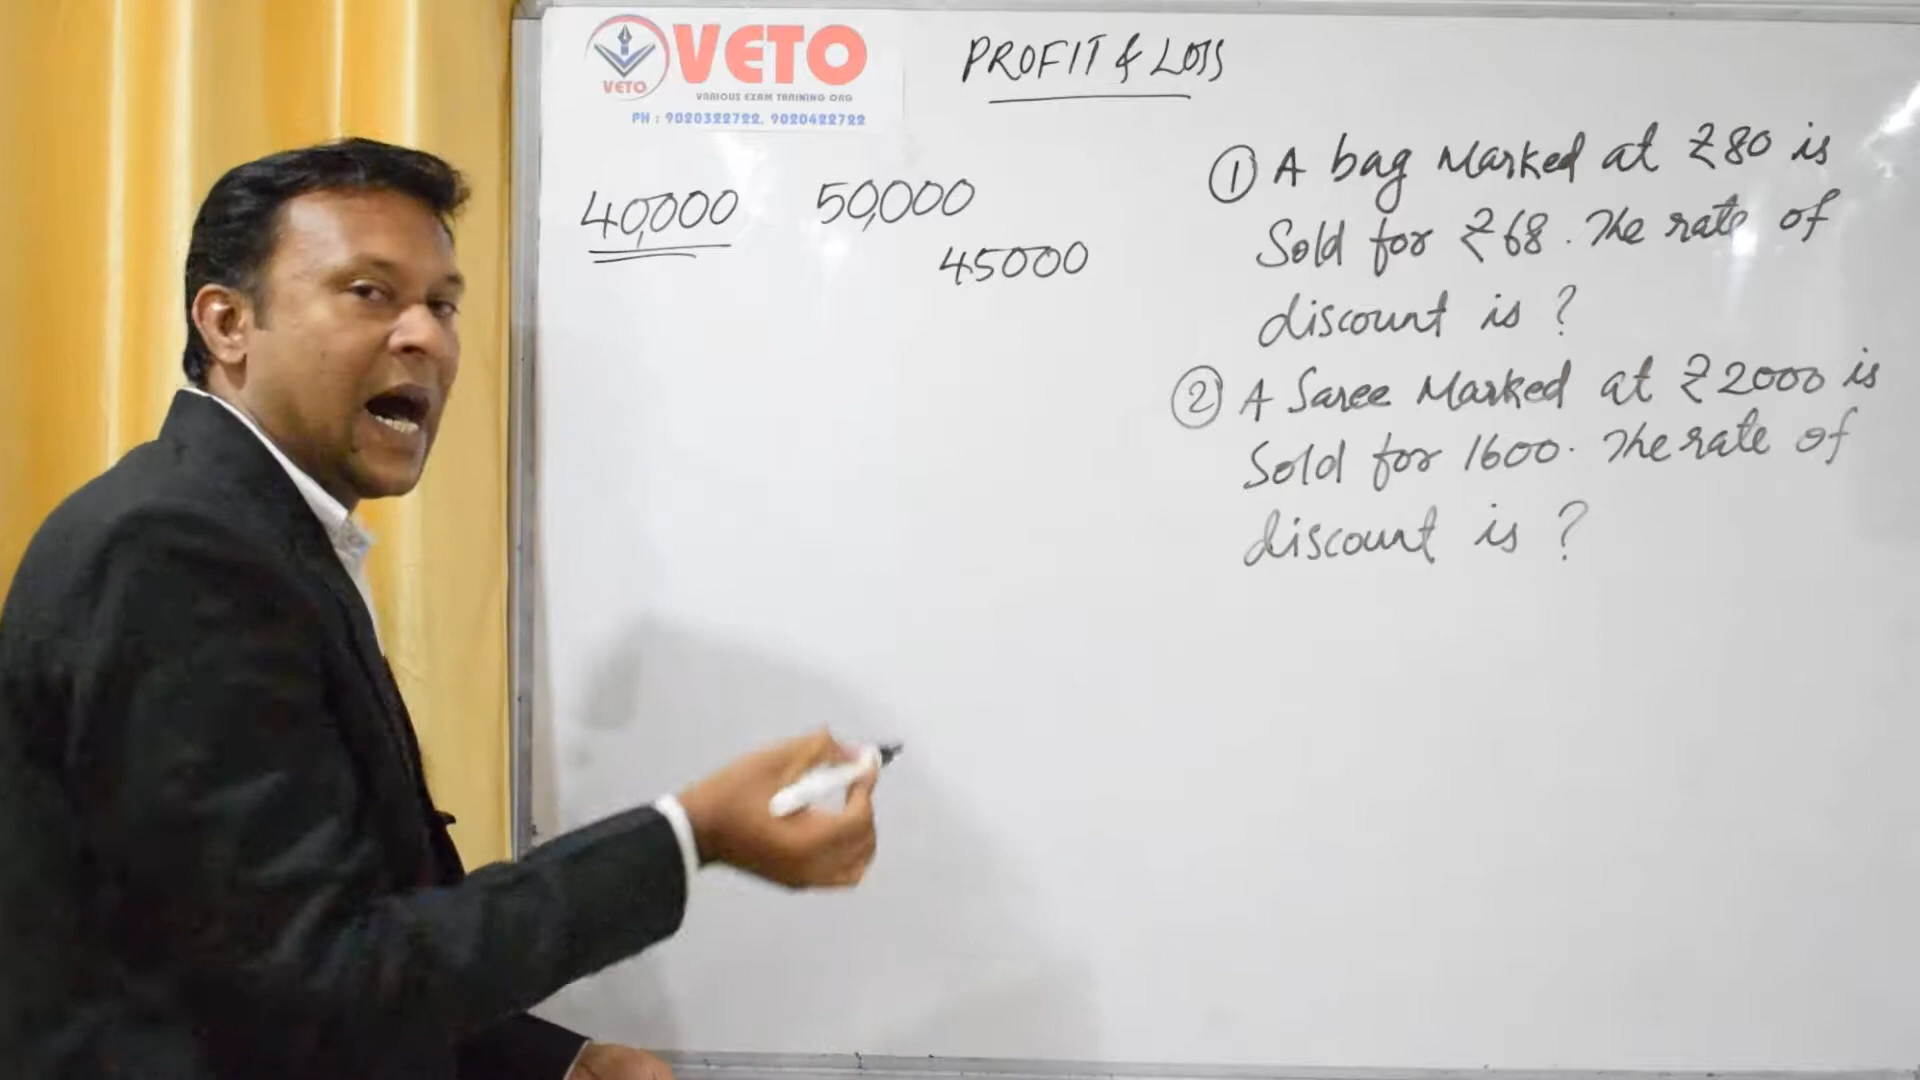 VETO
VETO
VARIOUS EXAM TRAINING ORG
PH : 9020322722, 9020422722
PROFIT & LOSS
40,000 50,000
45000
① A bag Marked at ₹80 is
Sold for ₹68. The rate of
discount is ?
② A Saree Marked at ₹2000 is
Sold for 1600. The rate of
discount is ?